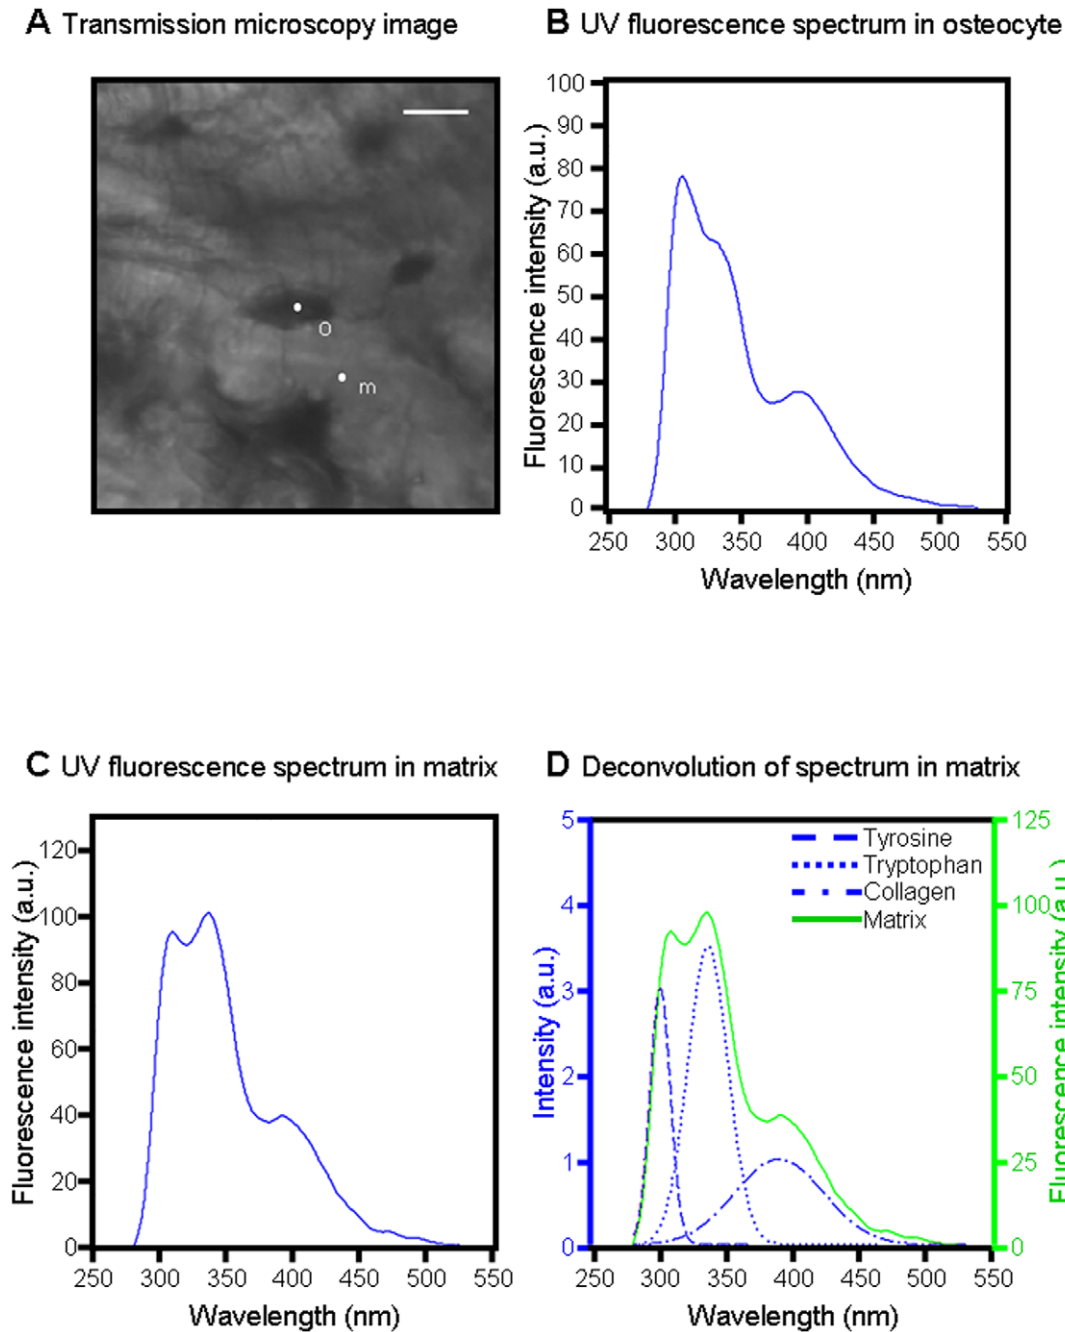 A Transmission microscopy image
O
m
B UV fluorescence spectrum in osteocyte
Fluorescence intensity (a.u.)
100
90
80
70
60
50
40
30
20
10
0
250 300 350 400 450 500 550
Wavelength (nm)
C UV fluorescence spectrum in matrix
Fluorescence intensity (a.u.)
120
100
80
60
40
20
0
250 300 350 400 450 500 550
Wavelength (nm)
D Deconvolution of spectrum in matrix
Intensity (a.u.)
5
4
3
2
1
0
Tyrosine
Tryptophan
Collagen
Matrix
125
100
75
50
25
0
Fluorescence intensity (a.u.)
250 300 350 400 450 500 550
Wavelength (nm)